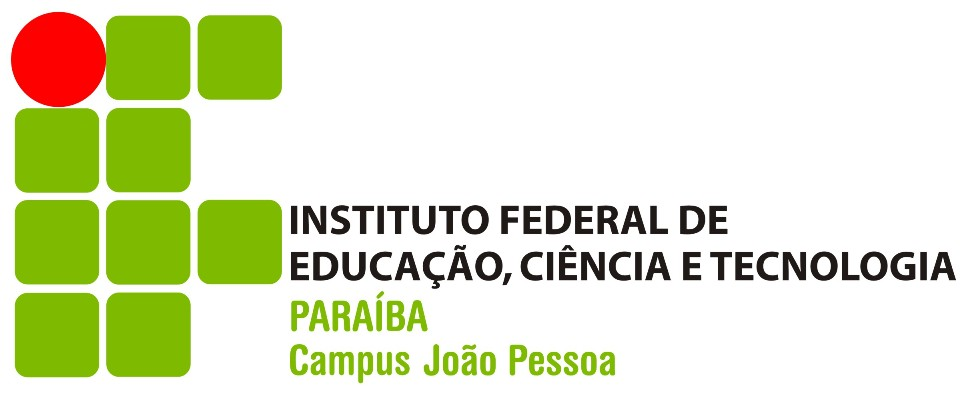 INSTITUTO FEDERAL DE
EDUCAÇÃO, CIÊNCIA E TECNOLOGIA
PARAÍBA
Campus João Pessoa